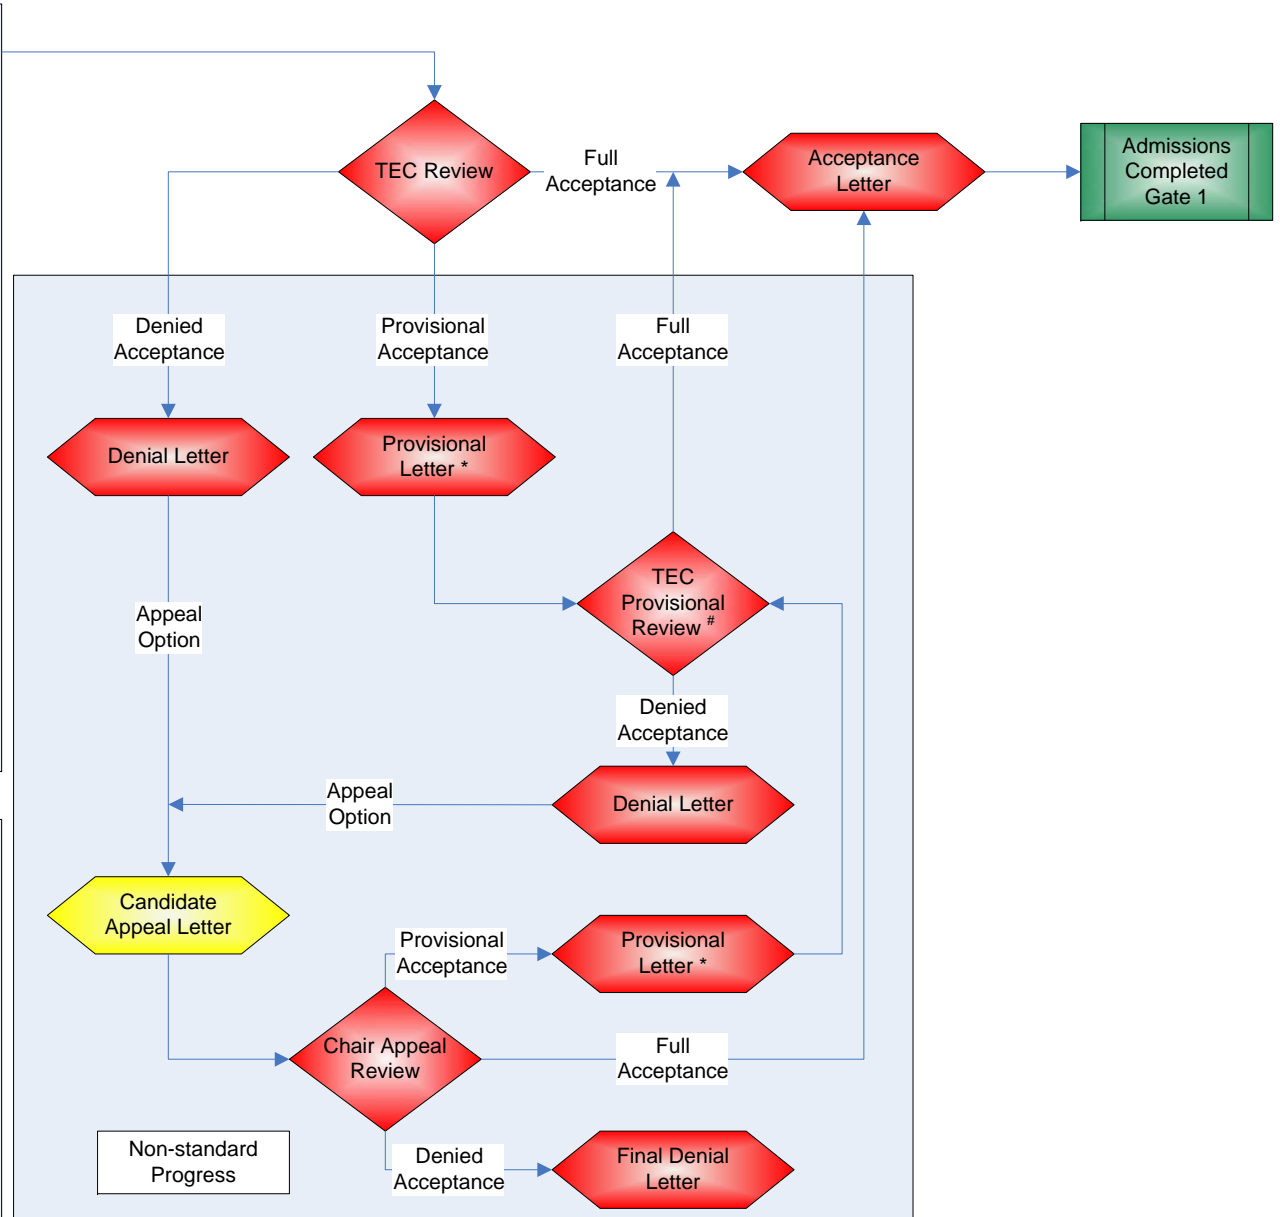 TEC Review
Full
Acceptance
Acceptance
Letter
Admissions
Completed
Gate 1
Denied
Acceptance
Provisional
Acceptance
Full
Acceptance
Denial Letter
Provisional
Letter *
TEC
Provisional
Review #
Appeal
Option
Denied
Acceptance
Appeal
Option
Denial Letter
Candidate
Appeal Letter
Provisional
Acceptance
Provisional
Letter *
Chair Appeal
Review
Full
Acceptance
Non-standard
Progress
Denied
Acceptance
Final Denial
Letter